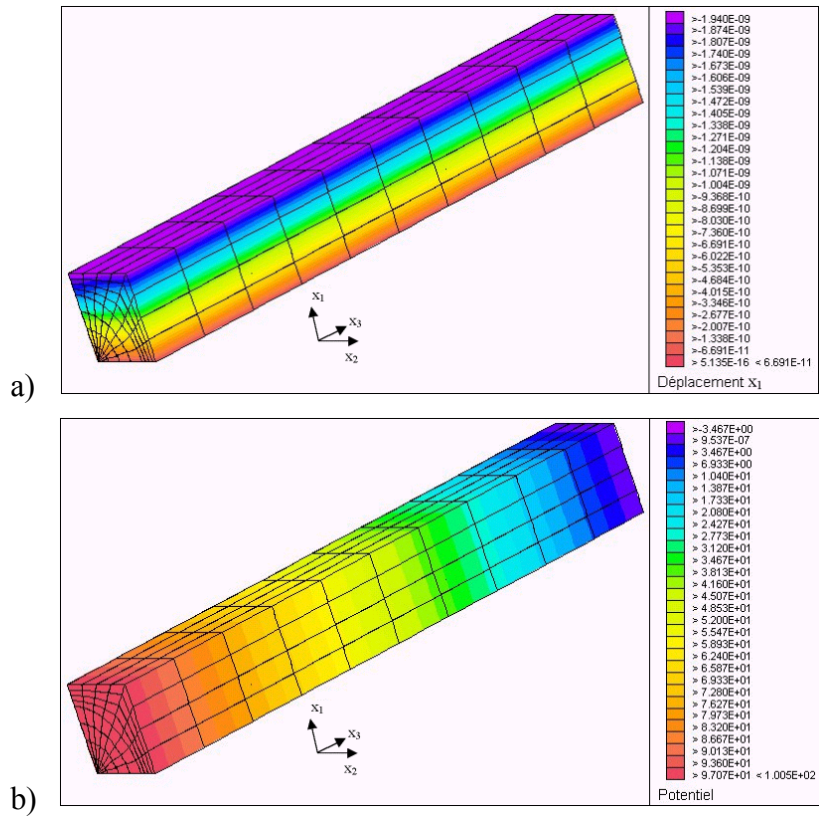 >-1.940E-09
>-1.874E-09
>-1.807E-09
>-1.740E-09
>-1.673E-09
>-1.606E-09
>-1.539E-09
>-1.472E-09
>-1.405E-09
>-1.338E-09
>-1.271E-09
>-1.204E-09
>-1.138E-09
>-1.071E-09
>-1.004E-09
>-9.368E-10
>-8.699E-10
>-8.030E-10
>-7.360E-10
>-6.691E-10
>-6.022E-10
>-5.353E-10
>-4.684E-10
>-4.015E-10
>-3.346E-10
>-2.677E-10
>-2.007E-10
>-1.338E-10
>-6.691E-11
> 5.135E-16 < 6.691E-11
x₁
x₃
x₂
a)
Déplacement x₁
>-3.467E+00
> 9.537E-07
> 3.467E+00
> 6.933E+00
> 1.040E+01
> 1.387E+01
> 1.733E+01
> 2.080E+01
> 2.427E+01
> 2.773E+01
> 3.120E+01
> 3.467E+01
> 3.813E+01
> 4.160E+01
> 4.507E+01
> 4.853E+01
> 5.200E+01
> 5.547E+01
> 5.893E+01
> 6.240E+01
> 6.587E+01
> 6.933E+01
> 7.280E+01
> 7.627E+01
> 7.973E+01
> 8.320E+01
> 8.667E+01
> 9.013E+01
> 9.360E+01
> 9.707E+01 < 1.005E+02
x₁
x₃
x₂
b)
Potentiel